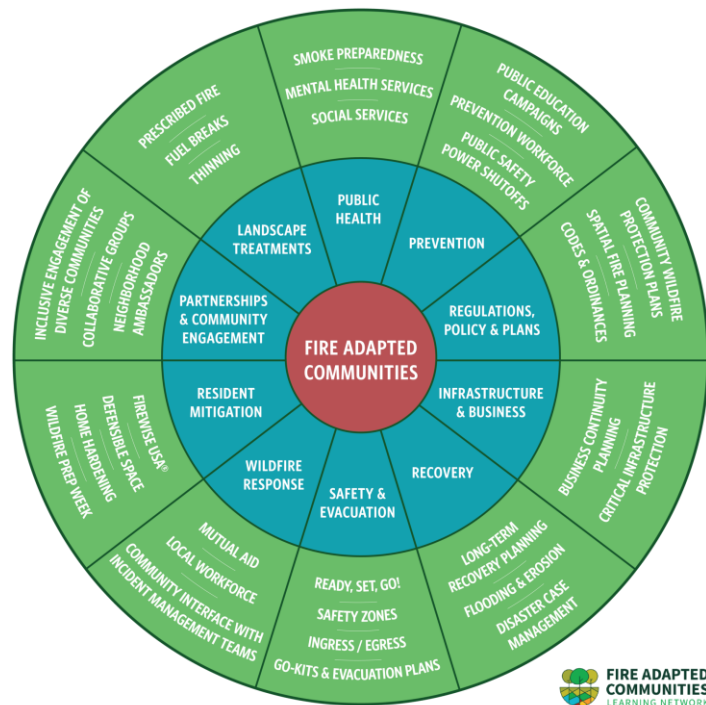 FIRE ADAPTED
COMMUNITIES
PUBLIC
HEALTH
SMOKE PREPAREDNESS
MENTAL HEALTH SERVICES
SOCIAL SERVICES
PREVENTION
PUBLIC EDUCATION
CAMPAIGNS
PREVENTION WORKFORCE
PUBLIC SAFETY
POWER SHUTOFFS
REGULATIONS,
POLICY & PLANS
COMMUNITY WILDFIRE
PROTECTION PLANS
SPATIAL FIRE PLANNING
CODES & ORDINANCES
INFRASTRUCTURE
& BUSINESS
BUSINESS CONTINUITY
PLANNING
CRITICAL INFRASTRUCTURE
PROTECTION
RECOVERY
LONG-TERM
RECOVERY PLANNING
FLOODING & EROSION
DISASTER CASE
MANAGEMENT
SAFETY &
EVACUATION
READY, SET, GO!
SAFETY ZONES
INGRESS / EGRESS
GO-KITS & EVACUATION PLANS
WILDFIRE
RESPONSE
MUTUAL AID
LOCAL WORKFORCE
COMMUNITY INTERFACE WITH
INCIDENT MANAGEMENT TEAMS
RESIDENT
MITIGATION
FIREWISE USA®
DEFENSIBLE SPACE
HOME HARDENING
WILDFIRE PREP WEEK
PARTNERSHIPS
& COMMUNITY
ENGAGEMENT
INCLUSIVE ENGAGEMENT OF
DIVERSE COMMUNITIES
COLLABORATIVE GROUPS
NEIGHBORHOOD
AMBASSADORS
LANDSCAPE
TREATMENTS
PRESCRIBED FIRE
FUEL BREAKS
THINNING
FIRE ADAPTED
COMMUNITIES
LEARNING NETWORK